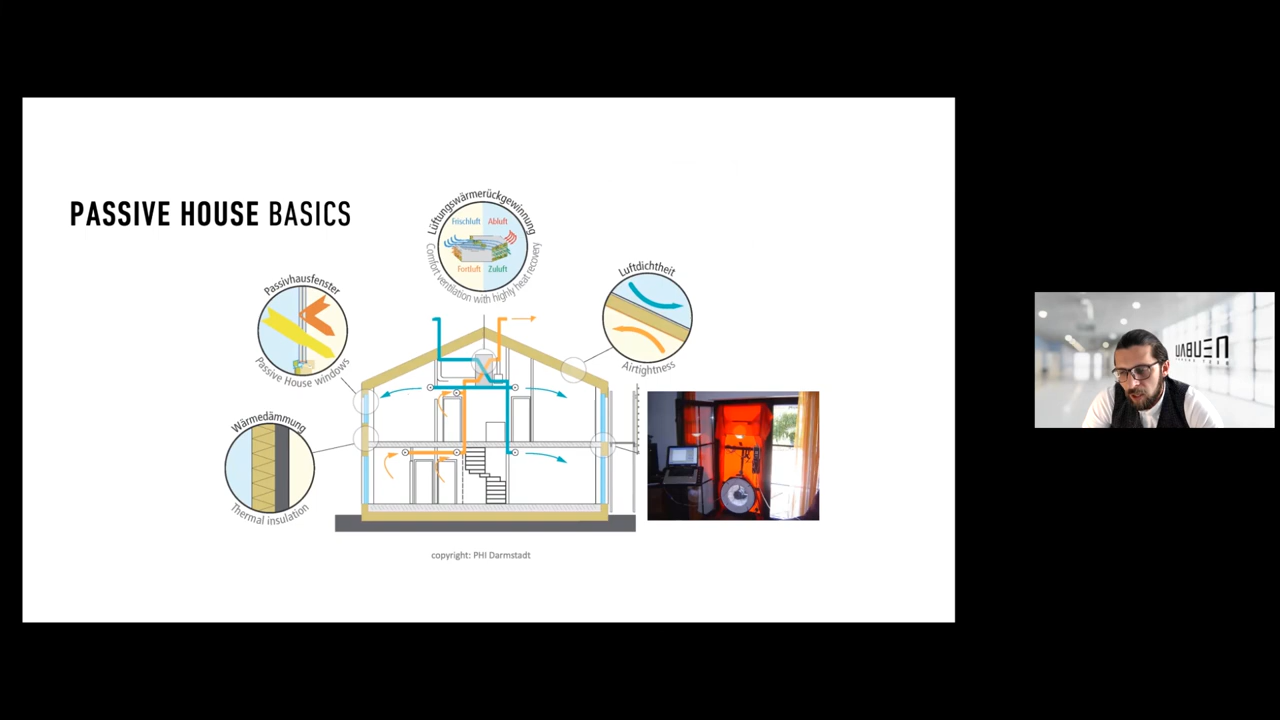 PASSIVE HOUSE BASICS
Lüftungswärmerückgewinnung
Frischluft Abluft
Fortluft Zuluft
Comfort ventilation with highly heat recovery
Passivhausfenster
Passive House windows
Luftdichtheit
Airtightness
Wärmedämmung
Thermal insulation
copyright: PHI Darmstadt
NEUBAU